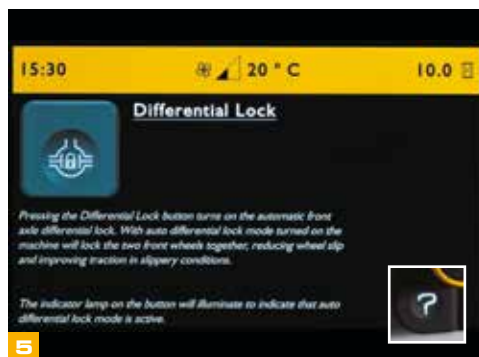 15:30 20 ° C 10.0
Differential Lock
Pressing the Differential Lock button turns on the automatic front
axle differential lock. With auto differential lock mode turned on the
machine will lock the two front wheels together, reducing wheel slip
and improving traction in slippery conditions.
The indicator lamp on the button will illuminate to indicate that auto
differential lock mode is active.
?
5